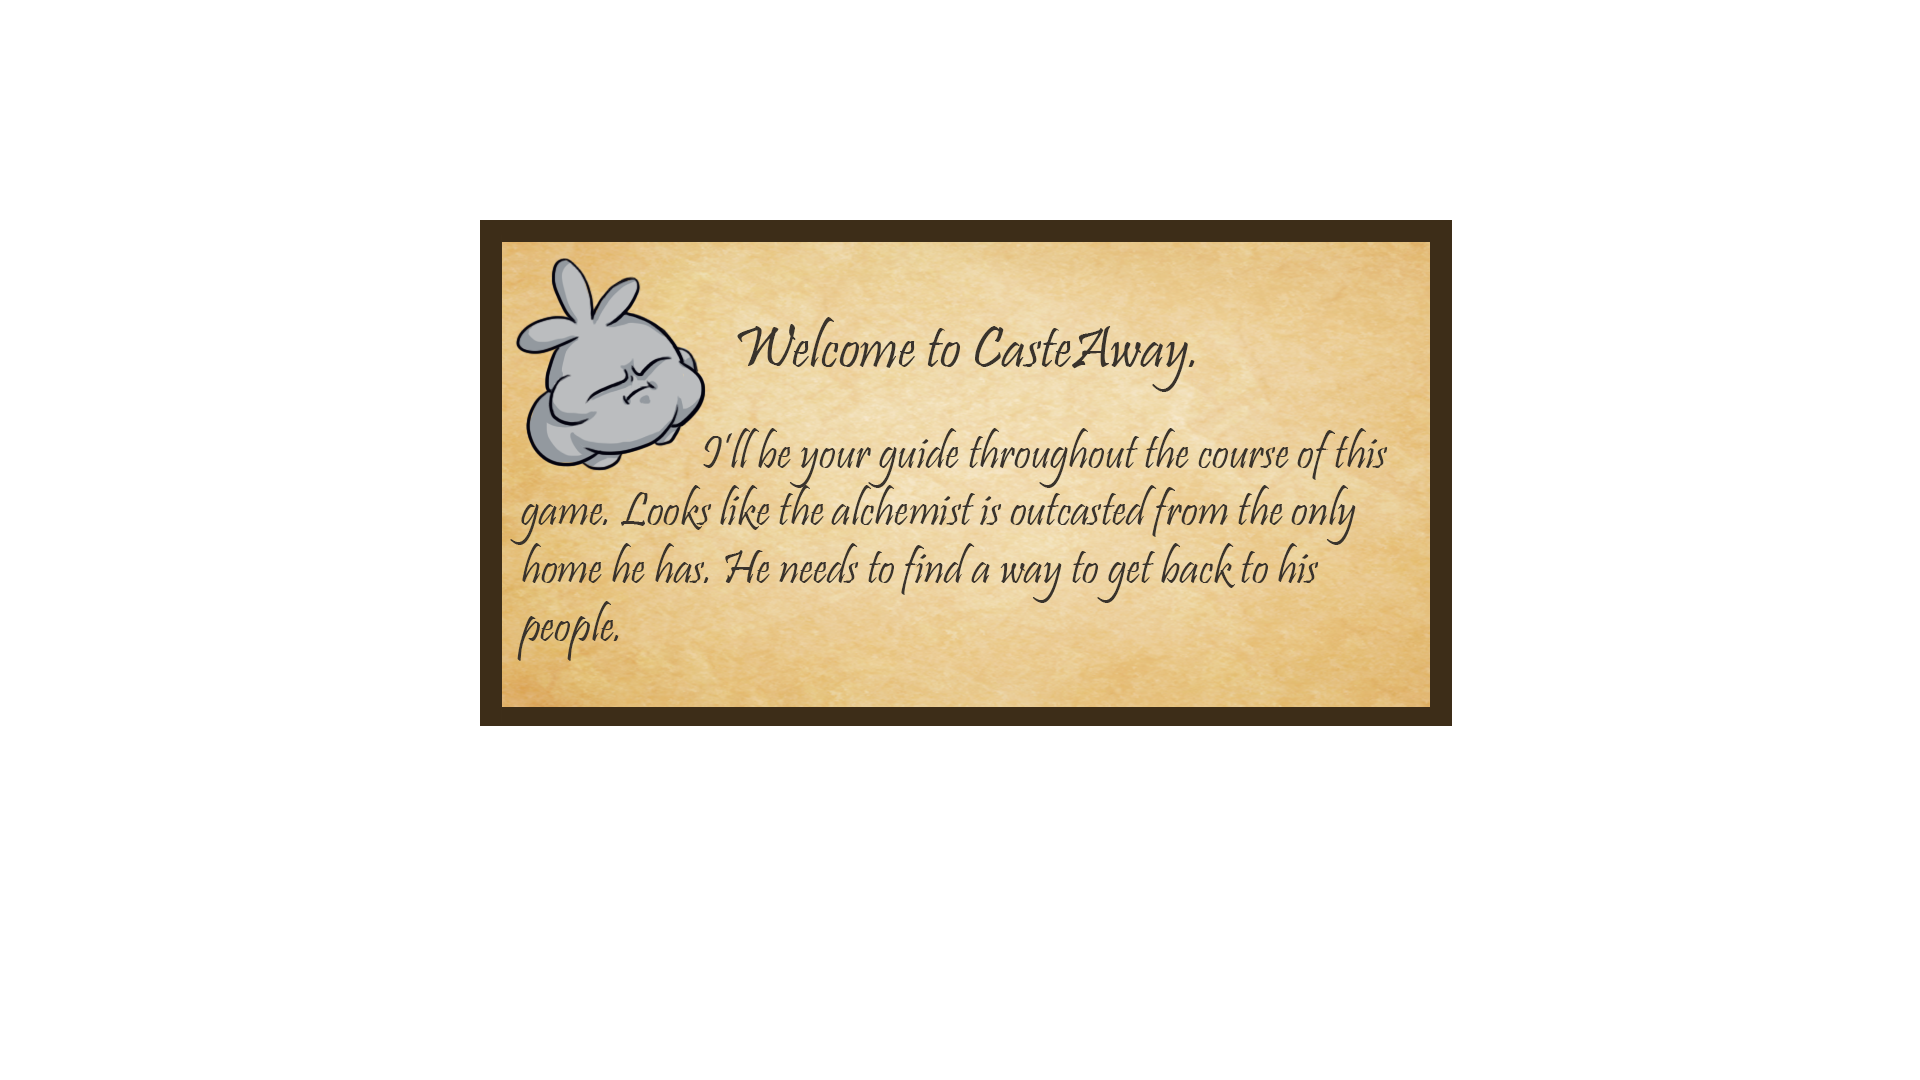 Welcome to CasteAway.
I'll be your guide throughout the course of this
game. Looks like the alchemist is outcasted from the only
home he has. He needs to find a way to get back to his
people.